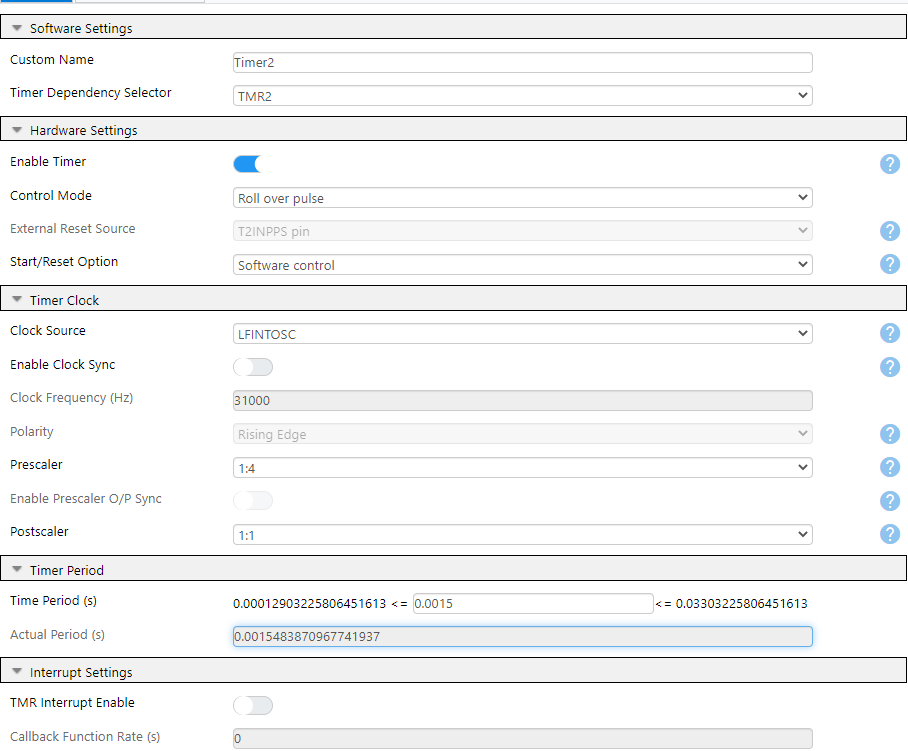 Software Settings
Custom Name Timer2
Timer Dependency Selector TMR2
Hardware Settings
Enable Timer ?
Control Mode Roll over pulse
External Reset Source T2INPPS pin ?
Start/Reset Option Software control ?
Timer Clock
Clock Source LFINTOSC ?
Enable Clock Sync ?
Clock Frequency (Hz) 31000
Polarity Rising Edge ?
Prescaler 1:4 ?
Enable Prescaler O/P Sync ?
Postscaler 1:1 ?
Timer Period
Time Period (s) 0.00012903225806451613 <= 0.0015 <= 0.03303225806451613
Actual Period (s) 0.0015483870967741937
Interrupt Settings
TMR Interrupt Enable
Callback Function Rate (s) 0